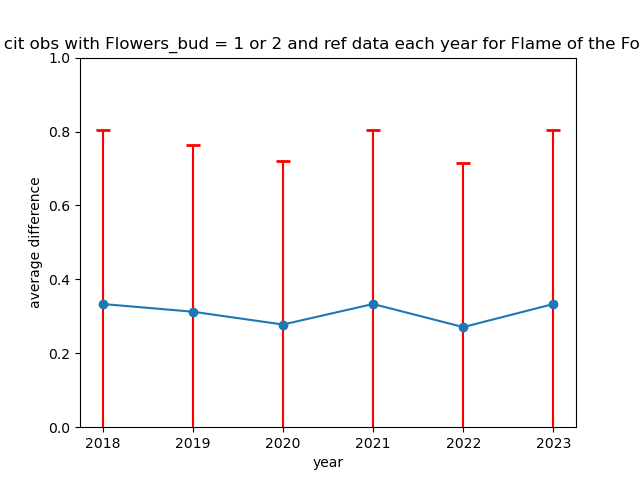 cit obs with Flowers_bud = 1 or 2 and ref data each year for Flame of the Fo
1.0
0.8
0.6
0.4
0.2
0.0
average difference
2018 2019 2020 2021 2022 2023
year